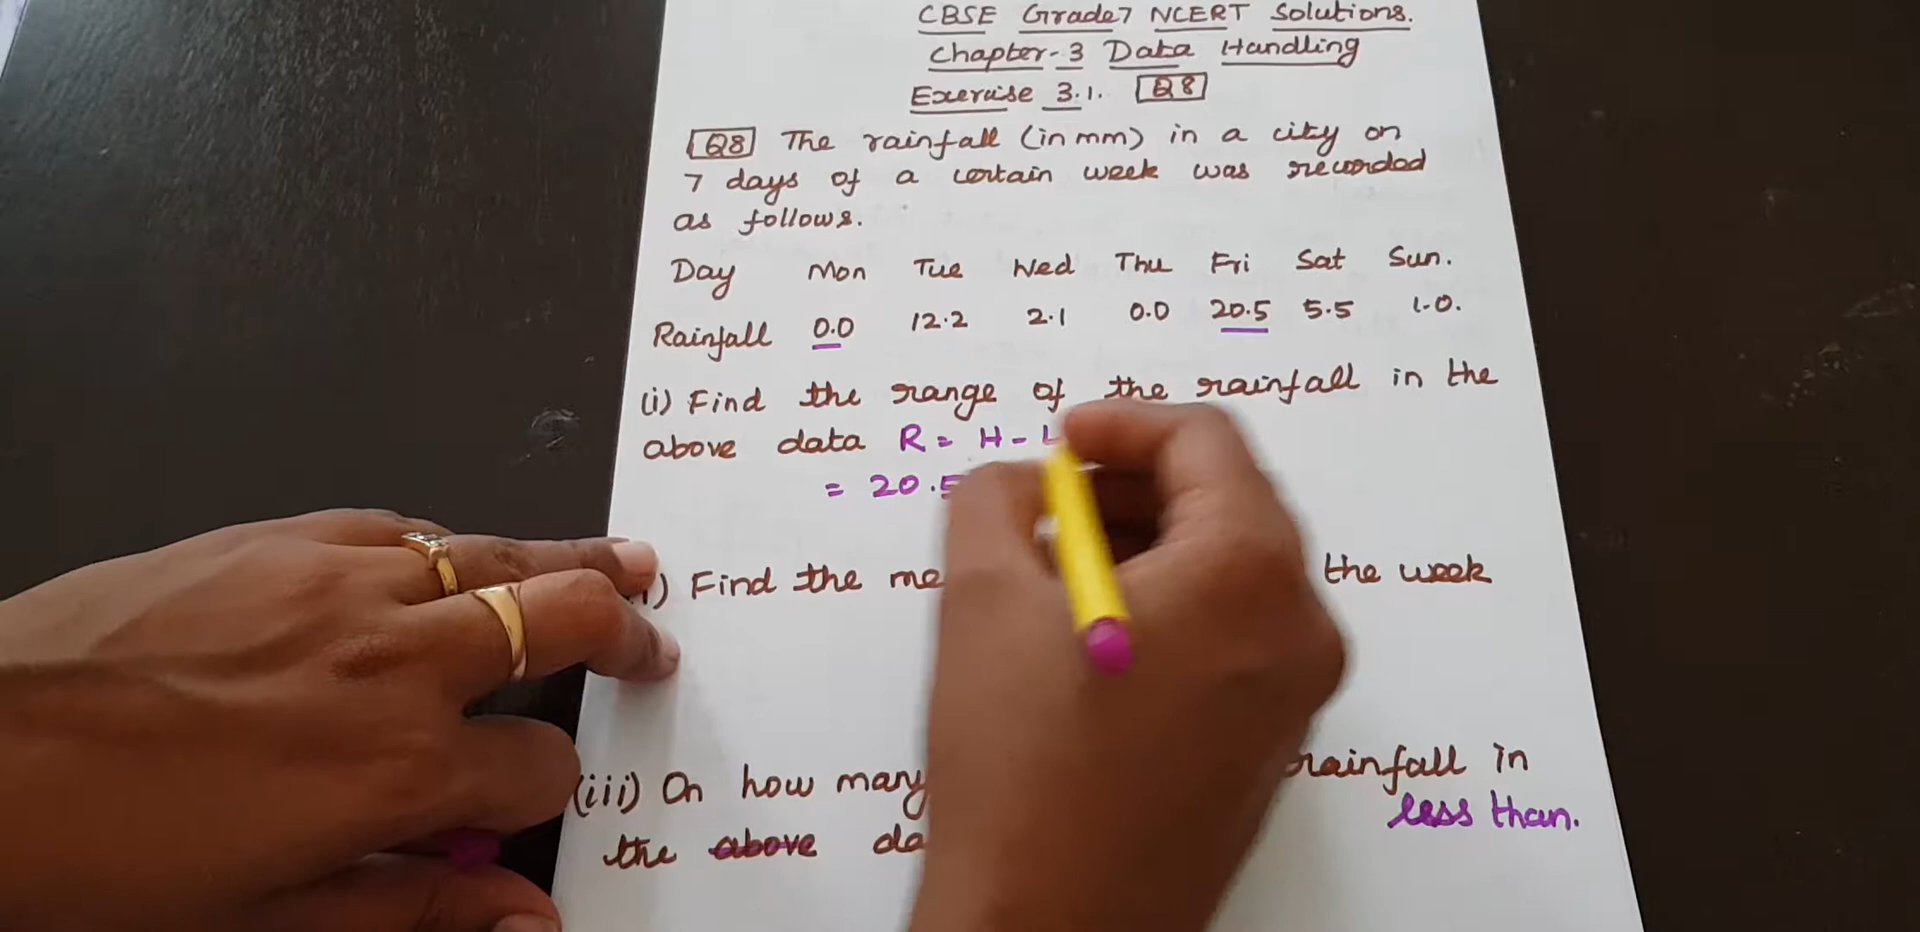 CBSE Grade7 NCERT Solutions.
Chapter-3 Data Handling
Exercise 3.1. Q8
Q8 The rainfall (in mm) in a city on
7 days of a certain week was recorded
as follows.
Day Mon Tue Wed Thu Fri Sat Sun.
Rainfall 0.0 12.2 2.1 0.0 20.5 5.5 1.0.
(i) Find the range of the rainfall in the
above data R = H - L
= 20.5
) Find the the week
(iii) On how many rainfall in
less than.
the above